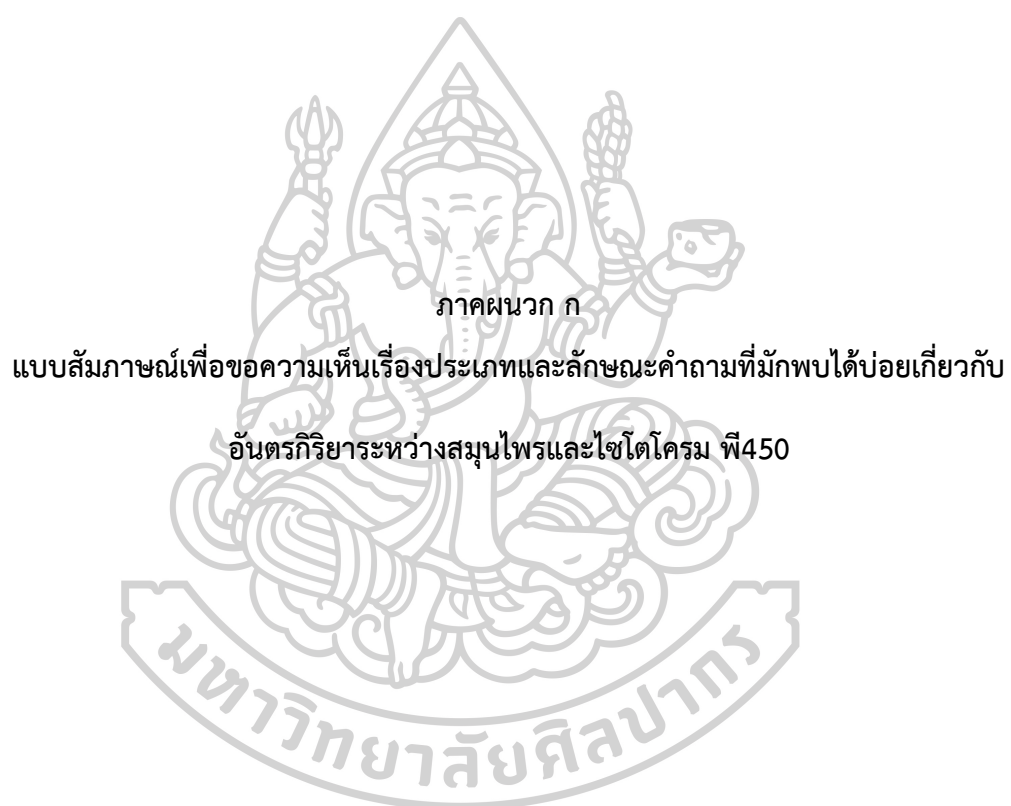 ภาคผนวก ก
แบบสัมภาษณ์เพื่อขอความเห็นเรื่องประเภทและลักษณะคำถามที่มักพบได้บ่อยเกี่ยวกับ
อันตรกิริยาระหว่างสมุนไพรและไซโตโครม พี450
มหาวิทยาลัยศิลปากร